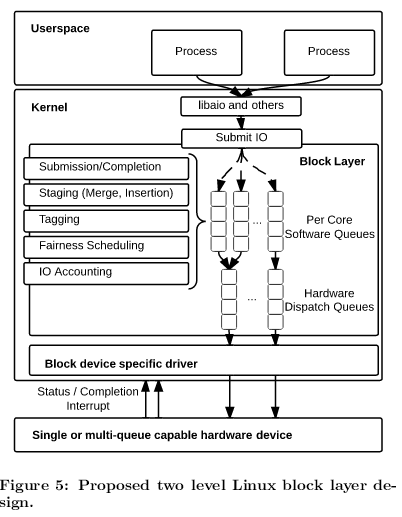 Userspace
Process
Process
Kernel
libaio and others
Submit IO
Block Layer
Submission/Completion
Staging (Merge, Insertion)
Tagging
Fairness Scheduling
IO Accounting
...
Per Core
Software Queues
...
Hardware
Dispatch Queues
Block device specific driver
Status / Completion
Interrupt
Single or multi-queue capable hardware device
Figure 5: Proposed two level Linux block layer de-
sign.